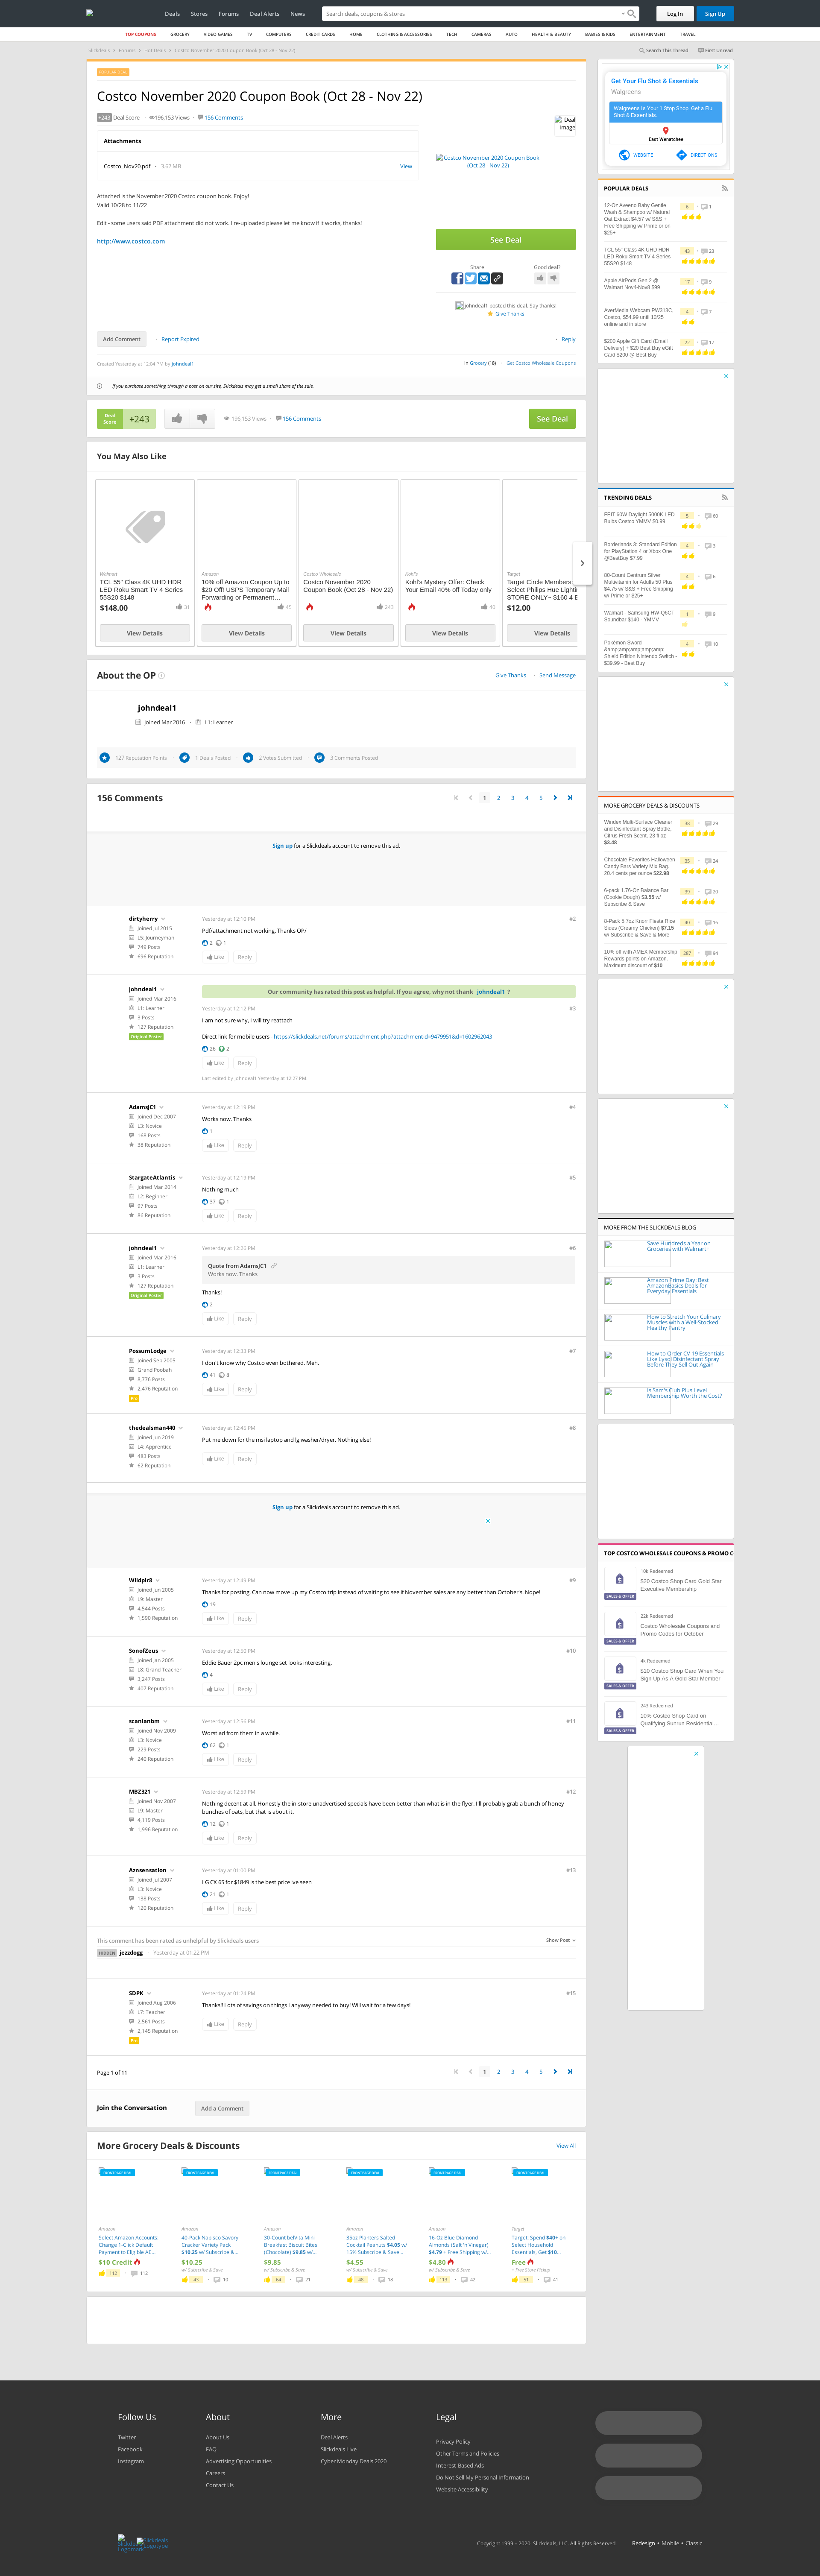 Deals Stores Forums Deal Alerts News
Search deals, coupons & stores
Log In Sign Up
TOP COUPONS GROCERY VIDEO GAMES TV COMPUTERS CREDIT CARDS HOME CLOTHING & ACCESSORIES TECH CAMERAS AUTO HEALTH & BEAUTY BABIES & KIDS ENTERTAINMENT TRAVEL
Slickdeals > Forums > Hot Deals > Costco November 2020 Coupon Book (Oct 28 - Nov 22)
Search This Thread First Unread
Costco November 2020 Coupon Book (Oct 28 - Nov 22)
+243 Deal Score 196,153 Views 156 Comments
Attachments
Costco_Nov20.pdf 3.62 MB View
Attached is the November 2020 Costco coupon book. Enjoy!
Valid 10/28 to 11/22
Edit - some users said PDF attachment did not work. I re-uploaded please let me know if it works, thanks!
http://www.costco.com
Deal Image
Costco November 2020 Coupon Book
(Oct 28 - Nov 22)
See Deal
Share Good deal?
johndeal1 posted this deal. Say thanks!
Give Thanks
Add Comment Report Expired Reply
Created Yesterday at 12:04 PM by johndeal1
in Grocery (18) Get Costco Wholesale Coupons
If you purchase something through a post on our site, Slickdeals may get a small share of the sale.
Deal Score +243 196,153 Views 156 Comments See Deal
You May Also Like
Walmart
TCL 55" Class 4K UHD HDR
LED Roku Smart TV 4 Series
55S20 $148
$148.00 31
View Details
Amazon
10% off Amazon Coupon Up to
$20 Off! USPS Temporary Mail
Forwarding or Permanent...
45
View Details
Costco Wholesale
Costco November 2020
Coupon Book (Oct 28 - Nov 22)
243
View Details
Kohl's
Kohl's Mystery Offer: Check
Your Email 40% off Today only
40
View Details
Target
Target Circle Members:
Select Philips Hue Lightin
STORE ONLY~ $160 4 E
$12.00
View Details
About the OP
Give Thanks Send Message
johndeal1
Joined Mar 2016 L1: Learner
127 Reputation Points 1 Deals Posted 2 Votes Submitted 3 Comments Posted
156 Comments
1 2 3 4 5
Sign up for a Slickdeals account to remove this ad.
dirtyherry
Joined Jul 2015
L5: Journeyman
749 Posts
696 Reputation
Yesterday at 12:10 PM #2
Pdf/attachment not working. Thanks OP/
2 1
Like Reply
johndeal1
Joined Mar 2016
L1: Learner
3 Posts
127 Reputation
Original Poster
Our community has rated this post as helpful. If you agree, why not thank johndeal1 ?
Yesterday at 12:12 PM #3
I am not sure why, I will try reattach
Direct link for mobile users - https://slickdeals.net/forums/attachment.php?attachmentid=9479951&d=1602962043
26 2
Like Reply
Last edited by johndeal1 Yesterday at 12:27 PM
AdamsJC1
Joined Dec 2007
L3: Novice
168 Posts
38 Reputation
Yesterday at 12:19 PM #4
Works now. Thanks
1
Like Reply
StargateAtlantis
Joined Mar 2014
L2: Beginner
97 Posts
86 Reputation
Yesterday at 12:19 PM #5
Nothing much
37 1
Like Reply
johndeal1
Joined Mar 2016
L1: Learner
3 Posts
127 Reputation
Original Poster
Yesterday at 12:26 PM #6
Quote from AdamsJC1
Works now. Thanks
Thanks!
2
Like Reply
PossumLodge
Joined Sep 2005
Grand Poobah
8,776 Posts
2,476 Reputation
Pro
Yesterday at 12:33 PM #7
I don't know why Costco even bothered. Meh.
41 8
Like Reply
thedealsman440
Joined Jun 2019
L4: Apprentice
483 Posts
62 Reputation
Yesterday at 12:45 PM #8
Put me down for the msi laptop and lg washer/dryer. Nothing else!
Like Reply
Sign up for a Slickdeals account to remove this ad.
Wildpir8
Joined Jun 2005
L9: Master
4,544 Posts
1,590 Reputation
Yesterday at 12:49 PM #9
Thanks for posting. Can now move up my Costco trip instead of waiting to see if November sales are any better than October's. Nope!
19
Like Reply
SonofZeus
Joined Jan 2005
L8: Grand Teacher
3,247 Posts
407 Reputation
Yesterday at 12:50 PM #10
Eddie Bauer 2pc men's lounge set looks interesting.
4
Like Reply
scanlanbm
Joined Nov 2009
L3: Novice
229 Posts
240 Reputation
Yesterday at 12:56 PM #11
Worst ad from them in a while.
62 1
Like Reply
MBZ321
Joined Nov 2007
L9: Master
4,119 Posts
1,996 Reputation
Yesterday at 12:59 PM #12
Nothing decent at all. Honestly the in-store unadvertised specials have been better than what is in the flyer. I'll probably grab a bunch of honey
bunches of oats, but that is about it.
12 1
Like Reply
Aznsensation
Joined Jul 2007
L3: Novice
138 Posts
120 Reputation
Yesterday at 01:00 PM #13
LG CX 65 for $1849 is the best price ive seen
21 1
Like Reply
This comment has been rated as unhelpful by Slickdeals users Show Post
HIDDEN jezzdogg Yesterday at 01:22 PM
SDPK
Joined Aug 2006
L7: Teacher
2,561 Posts
2,145 Reputation
Pro
Yesterday at 01:24 PM #15
Thanks!! Lots of savings on things I anyway needed to buy! Will wait for a few days!
Like Reply
Page 1 of 11
1 2 3 4 5
Join the Conversation Add a Comment
More Grocery Deals & Discounts View All
FRONTPAGE DEAL
Amazon
Select Amazon Accounts:
Change 1-Click Default
Payment to Eligible AE...
$10 Credit
112 112
FRONTPAGE DEAL
Amazon
40-Pack Nabisco Savory
Cracker Variety Pack
$10.25 w/ Subscribe &...
$10.25
w/ Subscribe & Save
43 10
FRONTPAGE DEAL
Amazon
30-Count belVita Mini
Breakfast Biscuit Bites
(Chocolate) $9.85 w/...
$9.85
w/ Subscribe & Save
64 21
FRONTPAGE DEAL
Amazon
35oz Planters Salted
Cocktail Peanuts $4.05 w/
15% Subscribe & Save...
$4.55
w/ Subscribe & Save
48 18
FRONTPAGE DEAL
Amazon
16-Oz Blue Diamond
Almonds (Salt 'n Vinegar)
$4.79 + Free Shipping w/...
$4.80
w/ Subscribe & Save
113 42
FRONTPAGE DEAL
Target
Target: Spend $40+ on
Select Household
Essentials, Get $10...
Free
+ Free Store Pickup
51 41
Get Your Flu Shot & Essentials
Walgreens
Walgreens Is Your 1 Stop Shop. Get a Flu
Shot & Essentials.
East Wenatchee
WEBSITE DIRECTIONS
POPULAR DEALS
12-Oz Aveeno Baby Gentle
Wash & Shampoo w/ Natural
Oat Extract $4.57 w/ S&S +
Free Shipping w/ Prime or on
$25+
6 1
TCL 55" Class 4K UHD HDR
LED Roku Smart TV 4 Series
55S20 $148
43 23
Apple AirPods Gen 2 @
Walmart Nov4-Nov8 $99
17 9
AverMedia Webcam PW313C,
Costco, $54.99 until 10/25
online and in store
4 7
$200 Apple Gift Card (Email
Delivery) + $20 Best Buy eGift
Card $200 @ Best Buy
22 17
TRENDING DEALS
FEIT 60W Daylight 5000K LED
Bulbs Costco YMMV $0.99
5 60
Borderlands 3: Standard Edition
for PlayStation 4 or Xbox One
@BestBuy $7.99
4 3
80-Count Centrum Silver
Multivitamin for Adults 50 Plus
$4.75 w/ S&S + Free Shipping
w/ Prime or $25+
4 6
Walmart - Samsung HW-Q6CT
Soundbar $140 - YMMV
1 9
Pokémon Sword
&amp;amp;amp;amp;amp;
Shield Edition Nintendo Switch -
$39.99 - Best Buy
4 10
MORE GROCERY DEALS & DISCOUNTS
Windex Multi-Surface Cleaner
and Disinfectant Spray Bottle,
Citrus Fresh Scent, 23 fl oz
$3.46
38 29
Chocolate Favorites Halloween
Candy Bars Variety Mix Bag.
20.4 cents per ounce $22.98
35 24
6-pack 1.76-Oz Balance Bar
(Cookie Dough) $3.55 w/
Subscribe & Save
39 20
8-Pack 5.7oz Knorr Fiesta Rice
Sides (Creamy Chicken) $7.15
w/ Subscribe & Save & More
40 16
10% off with AMEX Membership
Rewards points on Amazon.
Maximum discount of $10
287 94
MORE FROM THE SLICKDEALS BLOG
Save Hundreds a Year on
Groceries with Walmart+
Amazon Prime Day: Best
AmazonBasics Deals for
Everyday Essentials
How to Stretch Your Culinary
Muscles with a Well-Stocked
Healthy Pantry
How to Order CV-19 Essentials
Like Lysol Disinfectant Spray
Before They Sell Out Again
Is Sam's Club Plus Level
Membership Worth the Cost?
TOP COSTCO WHOLESALE COUPONS & PROMO C
10k Redeemed
$20 Costco Shop Card Gold Star
Executive Membership
SALES & OFFER
22k Redeemed
Costco Wholesale Coupons and
Promo Codes for October
SALES & OFFER
4k Redeemed
$10 Costco Shop Card When You
Sign Up As A Gold Star Member
SALES & OFFER
243 Redeemed
10% Costco Shop Card on
Qualifying Sunrun Residential...
SALES & OFFER
Follow Us
Twitter
Facebook
Instagram
About
About Us
FAQ
Advertising Opportunities
Careers
Contact Us
More
Deal Alerts
Slickdeals Live
Cyber Monday Deals 2020
Legal
Privacy Policy
Other Terms and Policies
Interest-Based Ads
Do Not Sell My Personal Information
Website Accessibility
Copyright 1999 - 2020. Slickdeals, LLC. All Rights Reserved. Redesign • Mobile • Classic